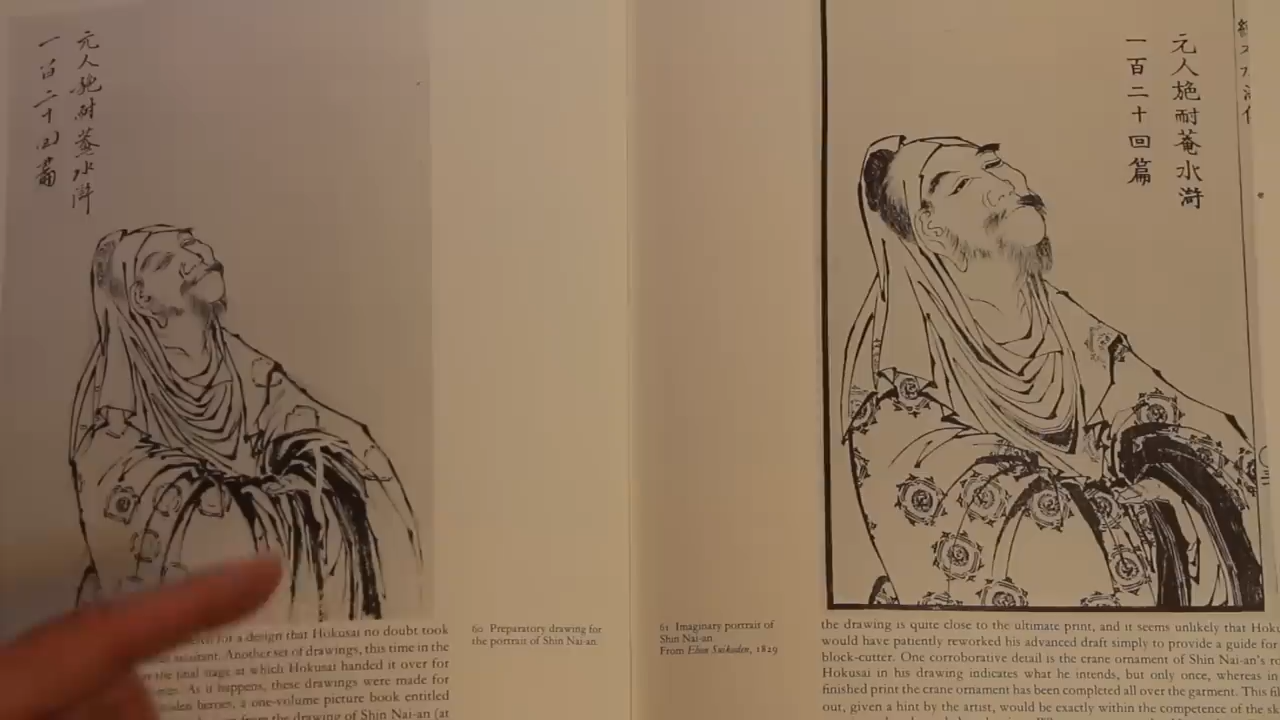 元人施耐菴水滸
一百二十回篇
for a design that Hokusai no doubt took
assistant. Another set of drawings, this time in the
the final stage at which Hokusai handed it over for
As it happens, these drawings were made for
heroes, a one-volume picture book entitled
from the drawing of Shin Nai-an (at
60 Preparatory drawing for
the portrait of Shin Nai-an.
元人施耐菴水滸
一百二十回篇
61 Imaginary portrait of
Shin Nai-an
From Ehon Suikoden, 1829
the drawing is quite close to the ultimate print, and it seems unlikely that
would have patiently reworked his advanced draft simply to provide a guide for
block-cutter. One corroborative detail is the crane ornament of Shin Nai-an's
Hokusai in his drawing indicates what he intends, but only once, whereas in
finished print the crane ornament has been completed all over the garment. This
out, given a hint by the artist, would be exactly within the competence of the